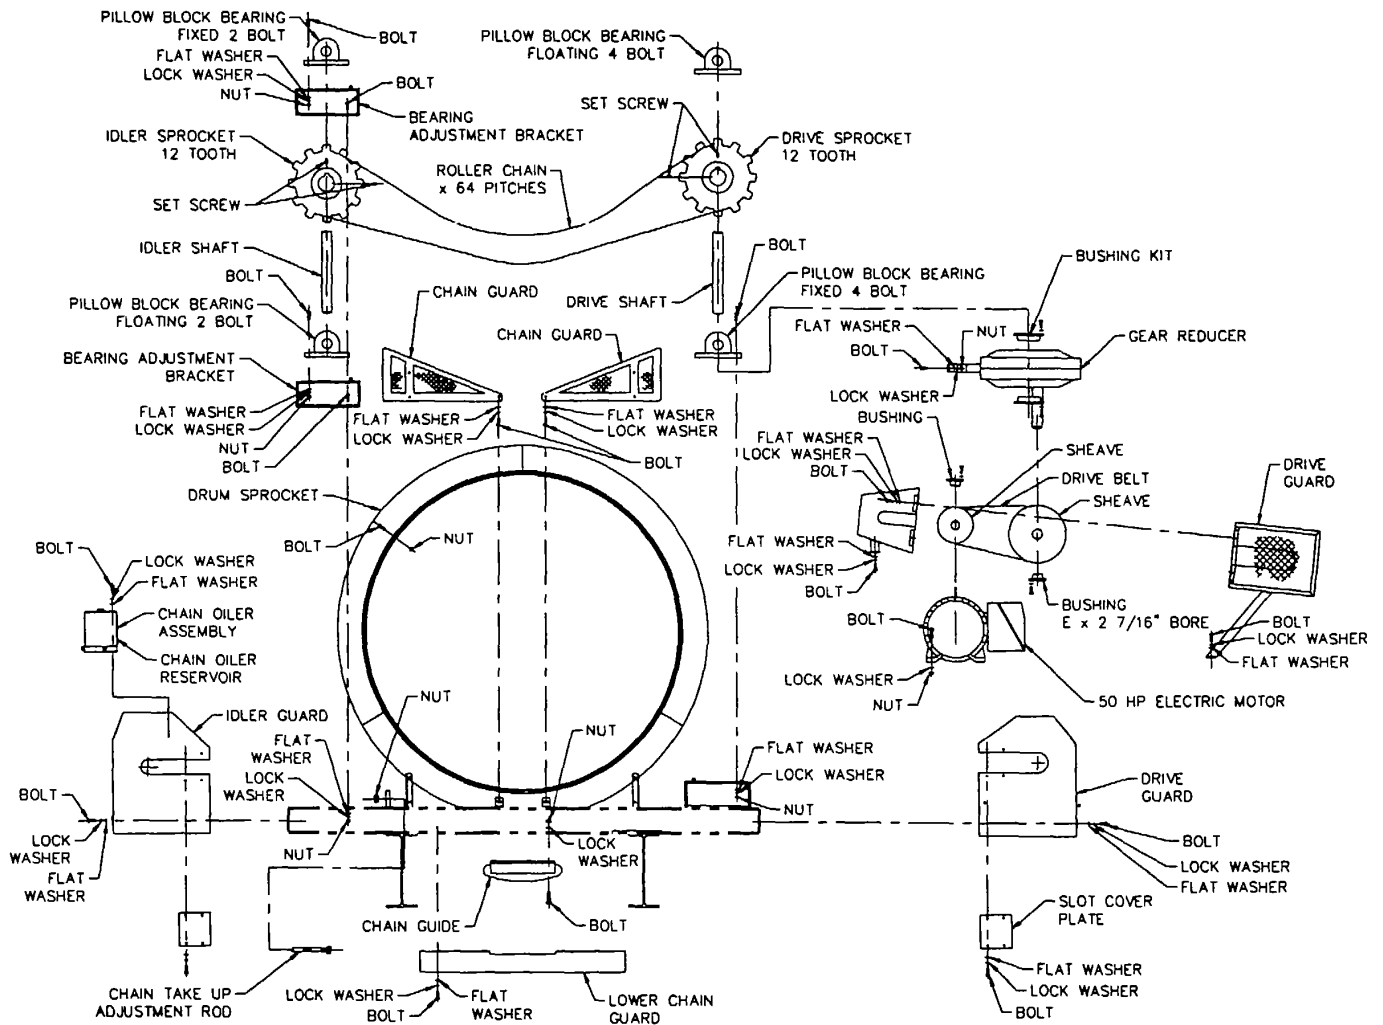 PILLOW BLOCK BEARING
FIXED 2 BOLT
BOLT
FLAT WASHER
LOCK WASHER
NUT
BOLT
BEARING
ADJUSTMENT BRACKET
PILLOW BLOCK BEARING
FLOATING 4 BOLT
SET SCREW
IDLER SPROCKET
12 TOOTH
DRIVE SPROCKET
12 TOOTH
ROLLER CHAIN
x 64 PITCHES
SET SCREW
IDLER SHAFT
BOLT
PILLOW BLOCK BEARING
FLOATING 2 BOLT
BEARING ADJUSTMENT
BRACKET
FLAT WASHER
LOCK WASHER
NUT
BOLT
CHAIN GUARD
CHAIN GUARD
DRIVE SHAFT
BOLT
PILLOW BLOCK BEARING
FIXED 4 BOLT
BUSHING KIT
FLAT WASHER
NUT
GEAR REDUCER
BOLT
LOCK WASHER
FLAT WASHER
LOCK WASHER
FLAT WASHER
LOCK WASHER
BOLT
BUSHING
FLAT WASHER
LOCK WASHER
BOLT
SHEAVE
DRIVE BELT
SHEAVE
DRIVE
GUARD
DRUM SPROCKET
BOLT
NUT
FLAT WASHER
LOCK WASHER
BOLT
BOLT
LOCK WASHER
FLAT WASHER
CHAIN OILER
ASSEMBLY
CHAIN OILER
RESERVOIR
BUSHING
E x 2 7/16" BORE
BOLT
LOCK WASHER
NUT
BOLT
LOCK WASHER
FLAT WASHER
50 HP ELECTRIC MOTOR
IDLER GUARD
NUT
NUT
FLAT
WASHER
LOCK
WASHER
NUT
FLAT WASHER
LOCK WASHER
NUT
DRIVE
GUARD
BOLT
LOCK
WASHER
FLAT
WASHER
LOCK
WASHER
BOLT
LOCK WASHER
FLAT WASHER
CHAIN GUIDE
BOLT
SLOT COVER
PLATE
CHAIN TAKE UP
ADJUSTMENT ROD
LOCK WASHER
BOLT
FLAT
WASHER
LOWER CHAIN
GUARD
FLAT WASHER
LOCK WASHER
BOLT